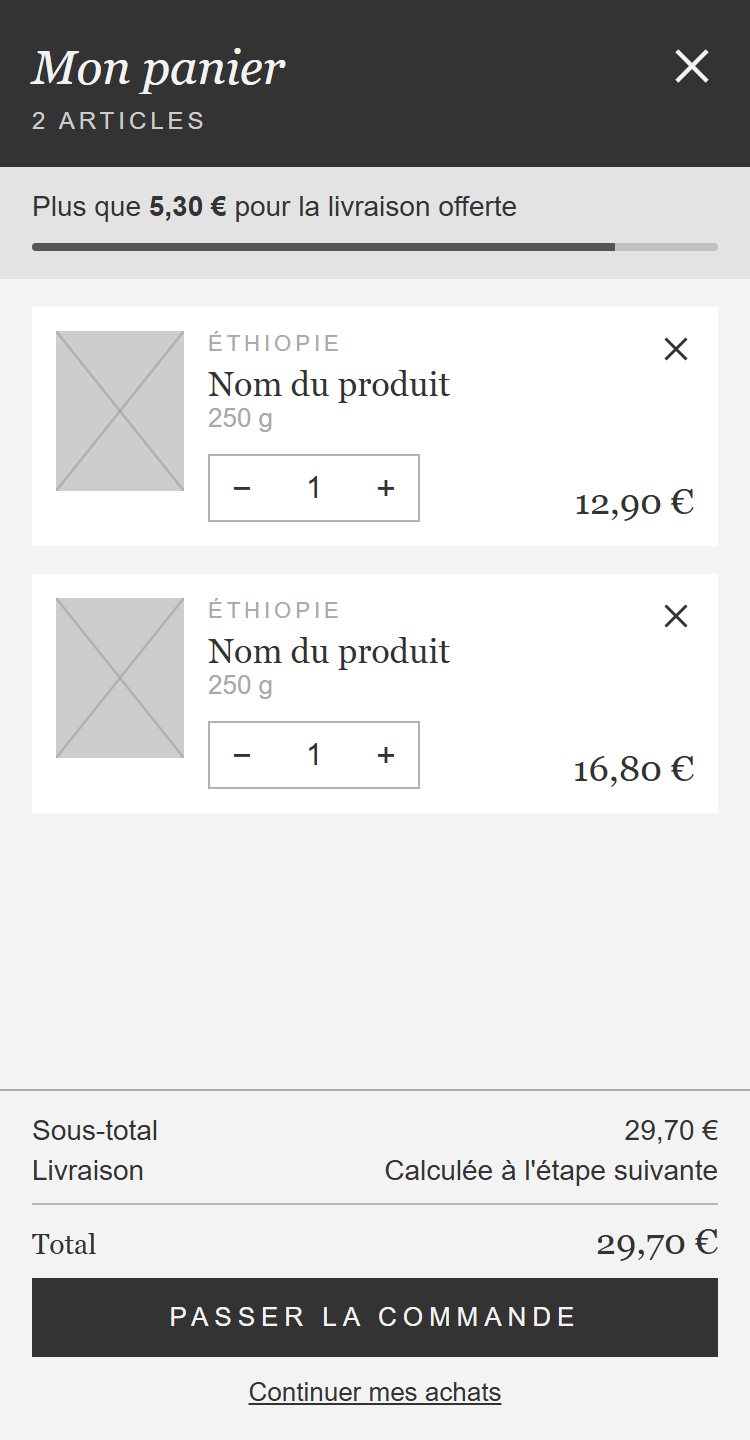 Mon panier
2 ARTICLES
Plus que 5,30 € pour la livraison offerte
ÉTHIOPIE
Nom du produit
250 g
− 1 +
12,90 €
ÉTHIOPIE
Nom du produit
250 g
− 1 +
16,80 €
Sous-total 29,70 €
Livraison Calculée à l'étape suivante
Total 29,70 €
PASSER LA COMMANDE
Continuer mes achats